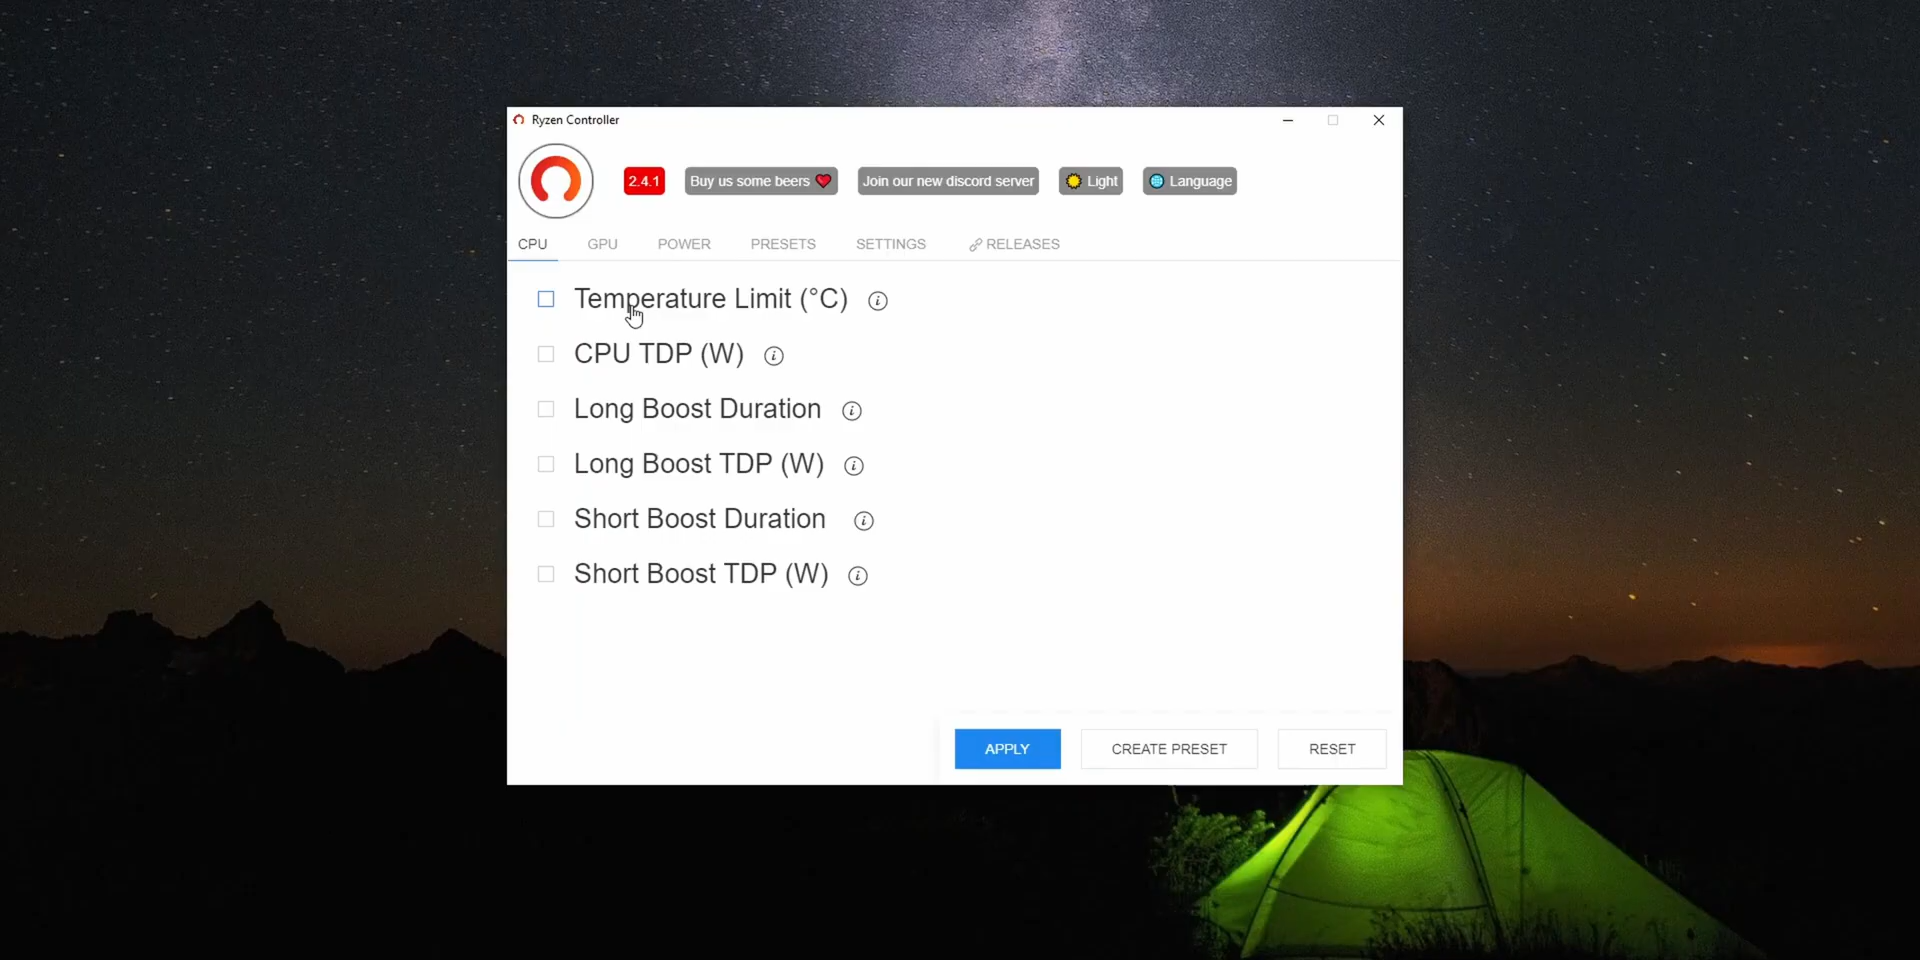 Ryzen Controller
2.4.1 Buy us some beers Join our new discord server Light Language
CPU GPU POWER PRESETS SETTINGS RELEASES
Temperature Limit (°C) i
CPU TDP (W) i
Long Boost Duration i
Long Boost TDP (W) i
Short Boost Duration i
Short Boost TDP (W) i
APPLY CREATE PRESET RESET